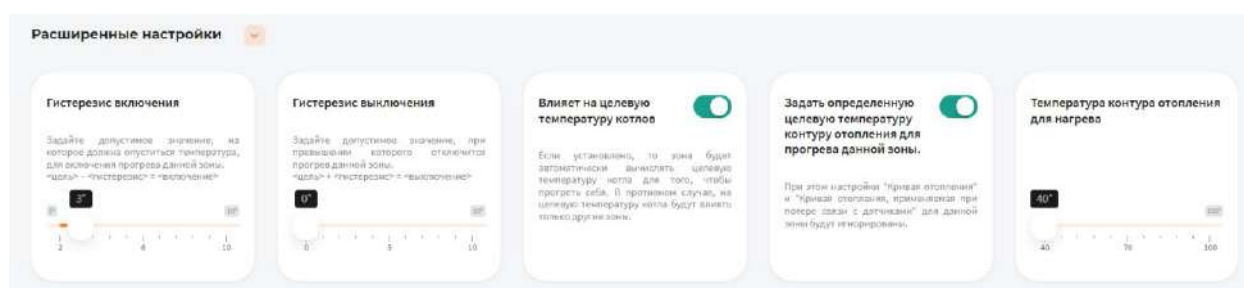 Расширенные настройки
Гистерезис включения
Задайте допустимое значение, на
которое должна опуститься температура,
для включения прогрева данной зоны.
<цель> - <гистерезис> = <включение>
3°
10°
2
6
10
Гистерезис выключения
Задайте допустимое значение, при
превышении которого отключится
прогрев данной зоны.
<цель> + <гистерезис> = <выключение>
0°
10°
0
5
10
Влияет на целевую
температуру котлов
Если установлено, то зона будет
автоматически вычислять целевую
температуру котла для того, чтобы
прогреть себя. В противном случае, на
целевую температуру котла будут влиять
только другие зоны.
Задать определенную
целевую температуру
контуру отопления для
прогрева данной зоны.
При этом настройки "Кривая отопления"
и "Кривая отопления, применяемая при
потере связи с датчиками" для данной
зоны будут игнорированы.
Температура контура отопления
для нагрева
40°
100°
40
70
100